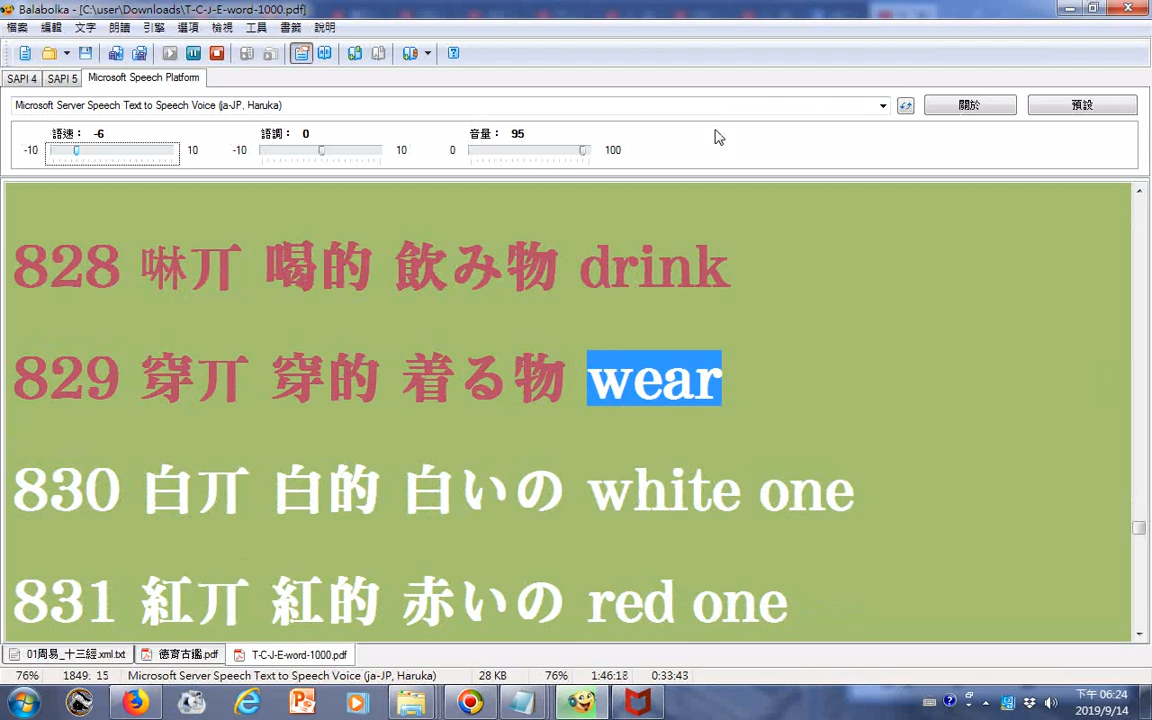 Balabolka - [C:\user\Downloads\T-C-J-E-word-1000.pdf]
檔案 編輯 文字 朗讀 引擎 選項 檢視 工具 書籤 說明
SAPI 4 SAPI 5 Microsoft Speech Platform
Microsoft Server Speech Text to Speech Voice (ja-JP, Haruka) 關於 預設
語速： -6 語調： 0 音量： 95
-10 10 -10 10 0 100
828 啉丌 喝的 飲み物 drink
829 穿丌 穿的 着る物 wear
830 白丌 白的 白いの white one
831 紅丌 紅的 赤いの red one
01周易_十三經.xml.txt 德育古鑑.pdf T-C-J-E-word-1000.pdf
76% 1849: 15 Microsoft Server Speech Text to Speech Voice (ja-JP, Haruka) 28 KB 76% 1:46:18 0:33:43
下午 06:24
2019/9/14